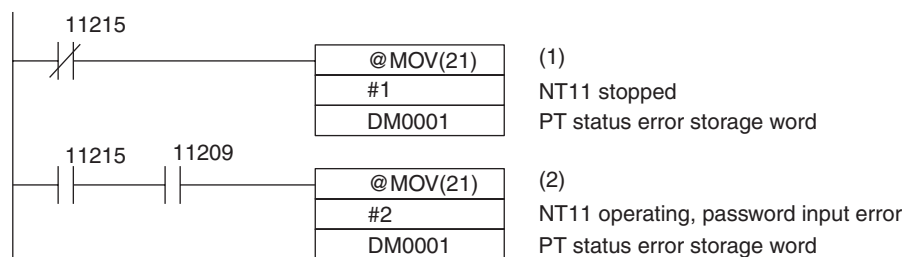 11215
@MOV(21) (1)
#1 NT11 stopped
DM0001 PT status error storage word
11215 11209
@MOV(21) (2)
#2 NT11 operating, password input error
DM0001 PT status error storage word